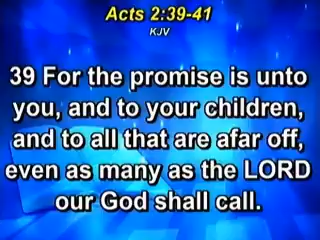 Acts 2:39-41
KJV
39 For the promise is unto
you, and to your children,
and to all that are afar off,
even as many as the LORD
our God shall call.